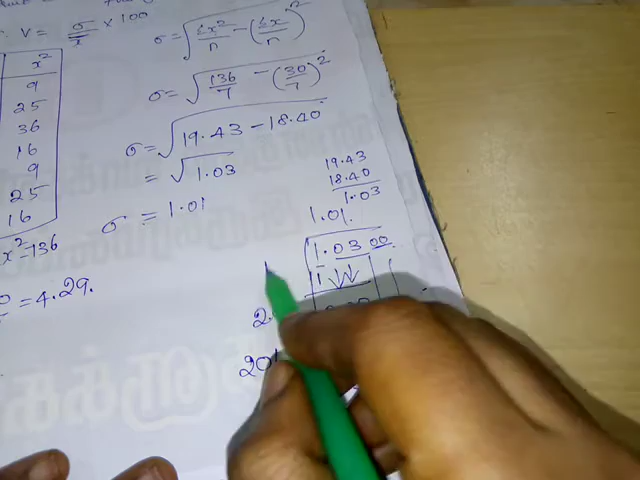 V = σ/x̄ × 100
σ = √(Σx²/n − (Σx/n)²)
x²
9
25
36
16
9
25
16
x² = 136
= 4.29.
σ = √(136/7 − (30/7)²)
σ = √(19.43 − 18.40)
= √1.03
σ = 1.01
19.43
18.40
1.03
1.01
1.0300
1
2.
201